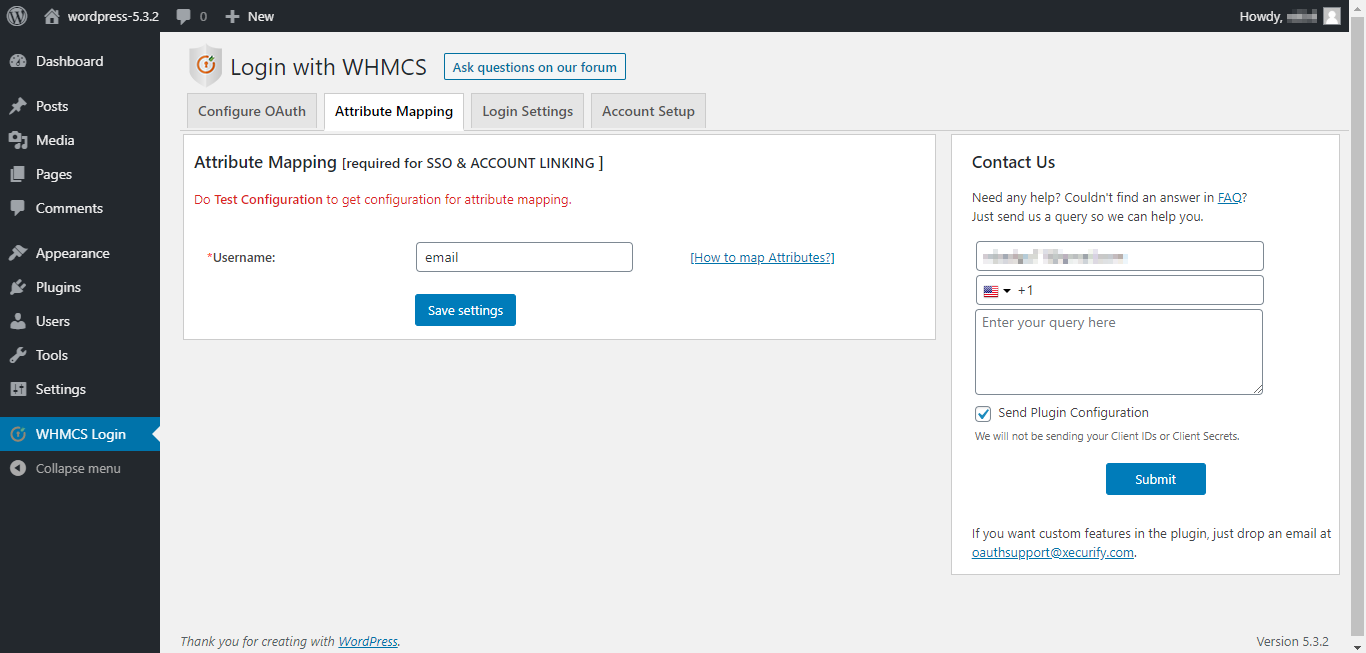 wordpress-5.3.2
0
New
Howdy,
Dashboard
Posts
Media
Pages
Comments
Appearance
Plugins
Users
Tools
Settings
WHMCS Login
Collapse menu
Login with WHMCS
Ask questions on our forum
Configure OAuth
Attribute Mapping
Login Settings
Account Setup
Attribute Mapping [required for SSO & ACCOUNT LINKING ]
Do Test Configuration to get configuration for attribute mapping.
*Username:
email
[How to map Attributes?]
Save settings
Contact Us
Need any help? Couldn't find an answer in FAQ?
Just send us a query so we can help you.
+1
Enter your query here
Send Plugin Configuration
We will not be sending your Client IDs or Client Secrets.
Submit
If you want custom features in the plugin, just drop an email at
oauthsupport@xecurify.com.
Thank you for creating with WordPress.
Version 5.3.2